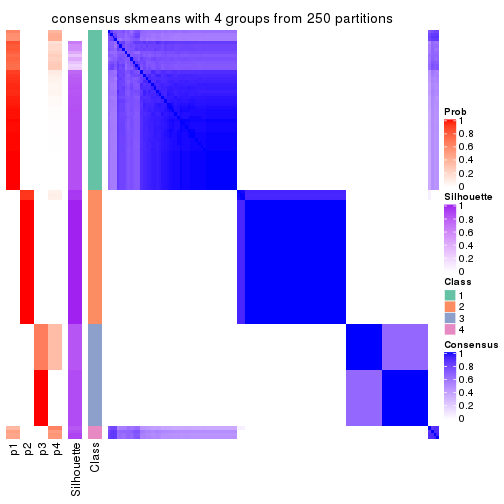 consensus skmeans with 4 groups from 250 partitions
Prob
1
0.8
0.6
0.4
0.2
0
Silhouette
1
0.8
0.6
0.4
0.2
0
Class
1
2
3
4
Consensus
1
0.8
0.6
0.4
0.2
0
p1
p2
p3
p4
Silhouette
Class